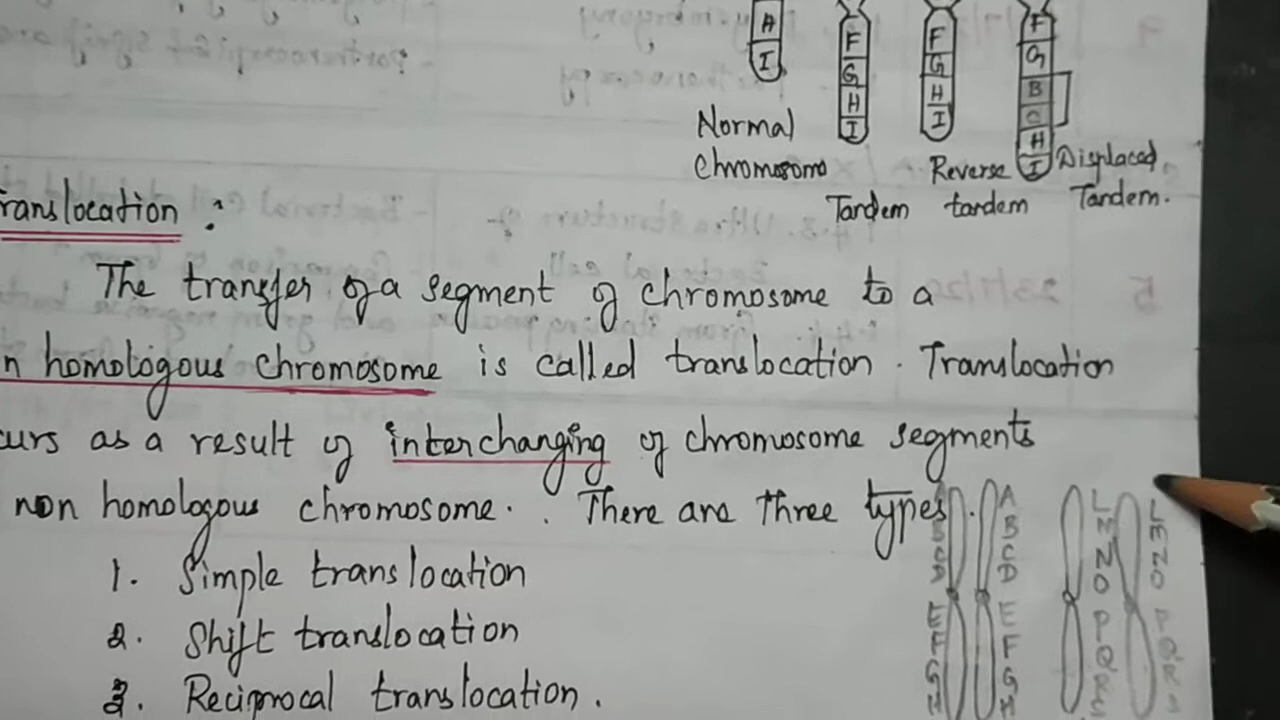 H
I
F
G
H
I
F
G
H
I
F
G
B
C
H
I
Normal
Chromosomo
Tandem
Reverse
tandem
Displaced
Tandem.
ranslocation :
The transfer of a segment of chromosome to a
n homologous chromosome is called translocation. Translocation
curs as a result of interchanging of chromosome segments
non homologous chromosome. There are three types.
1. Simple translocation
2. Shift translocation
3. Reciprocal translocation.
B
C
D
E
F
G
H
A
B
C
D
E
F
G
H
L
M
N
O
P
Q
R
L
M
N
O
P
Q
R